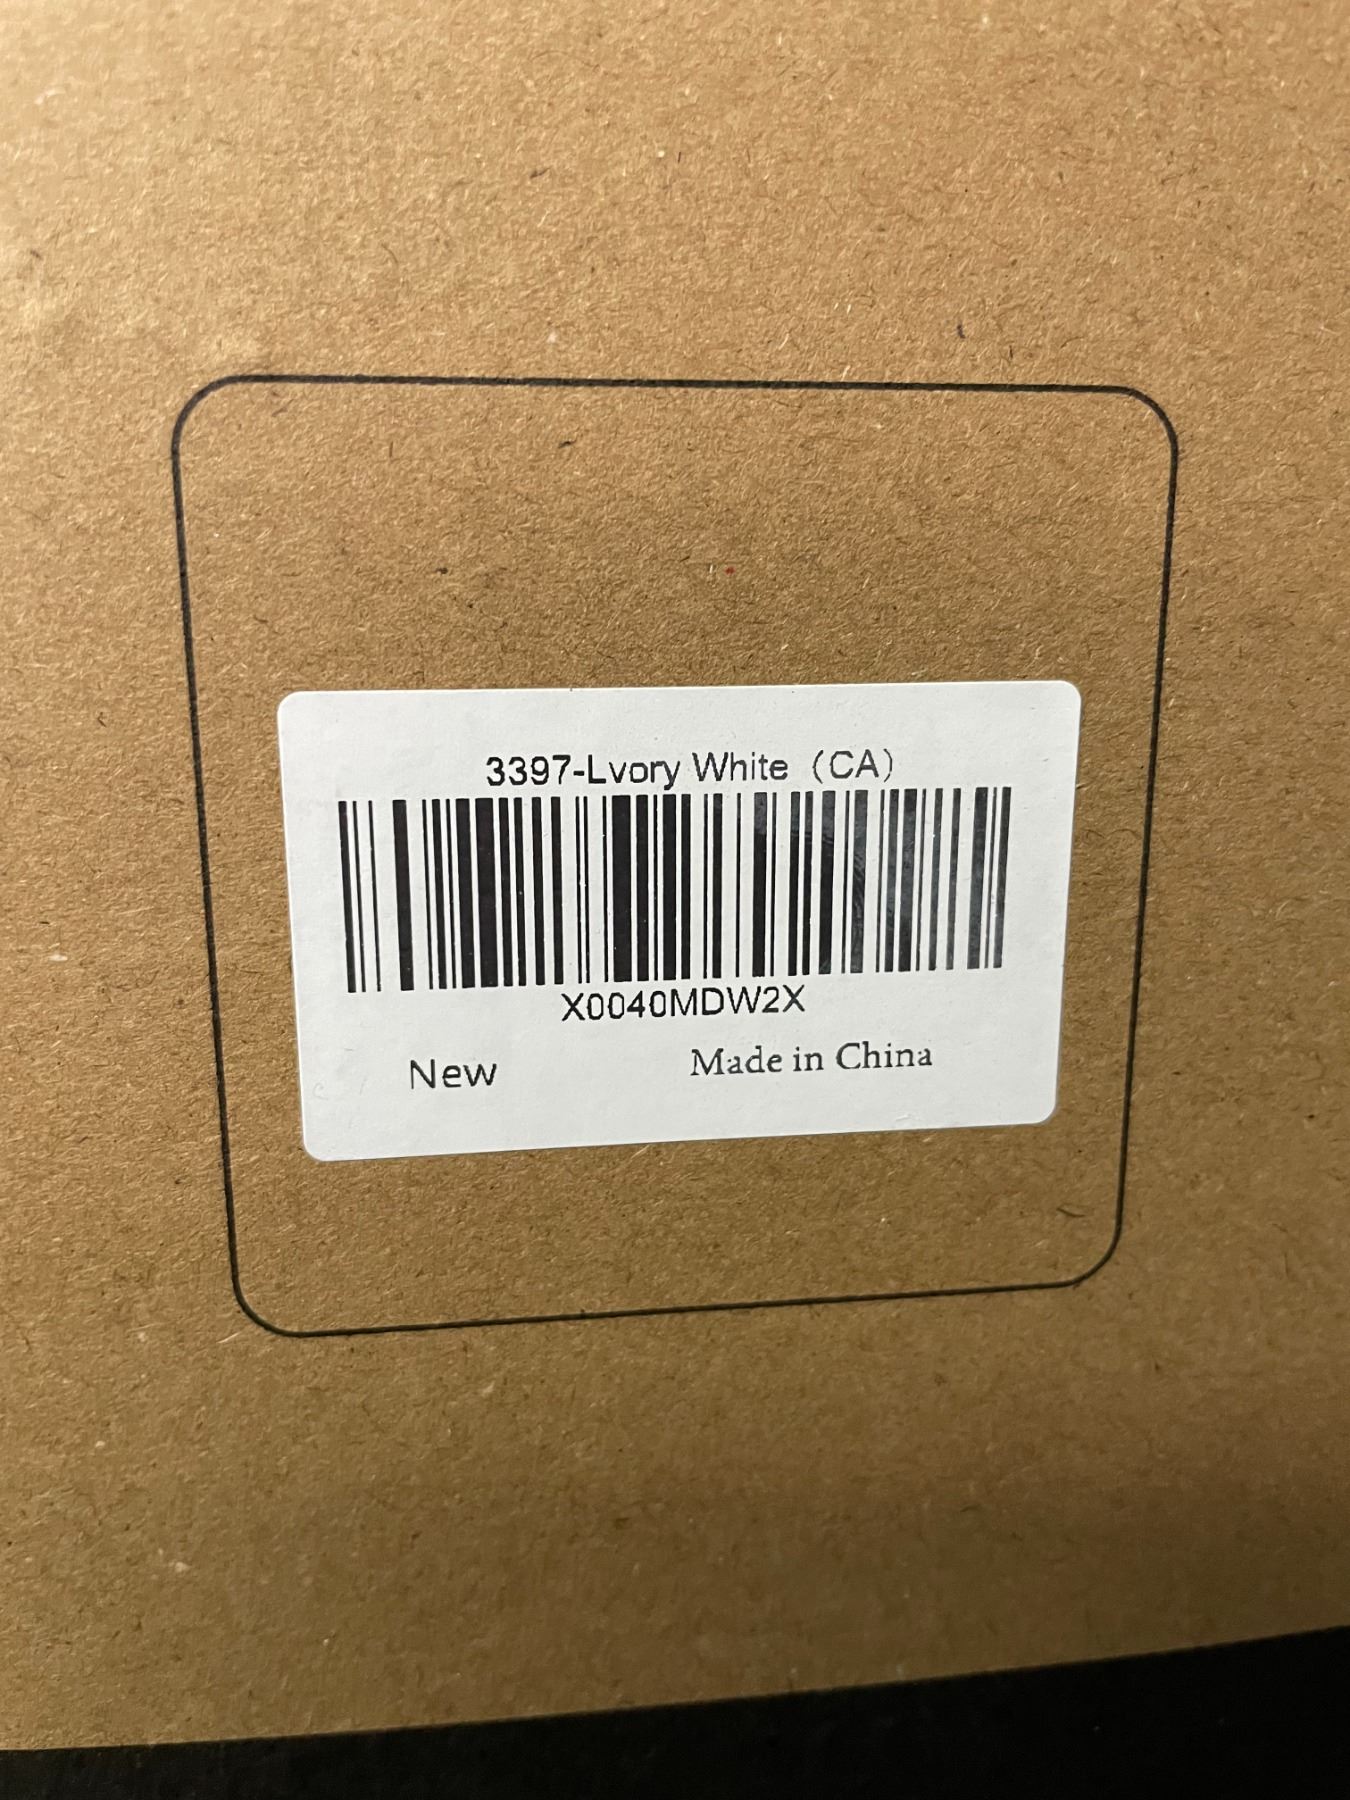 3397-Lvory White（CA）
X0040MDW2X
New
Made in China